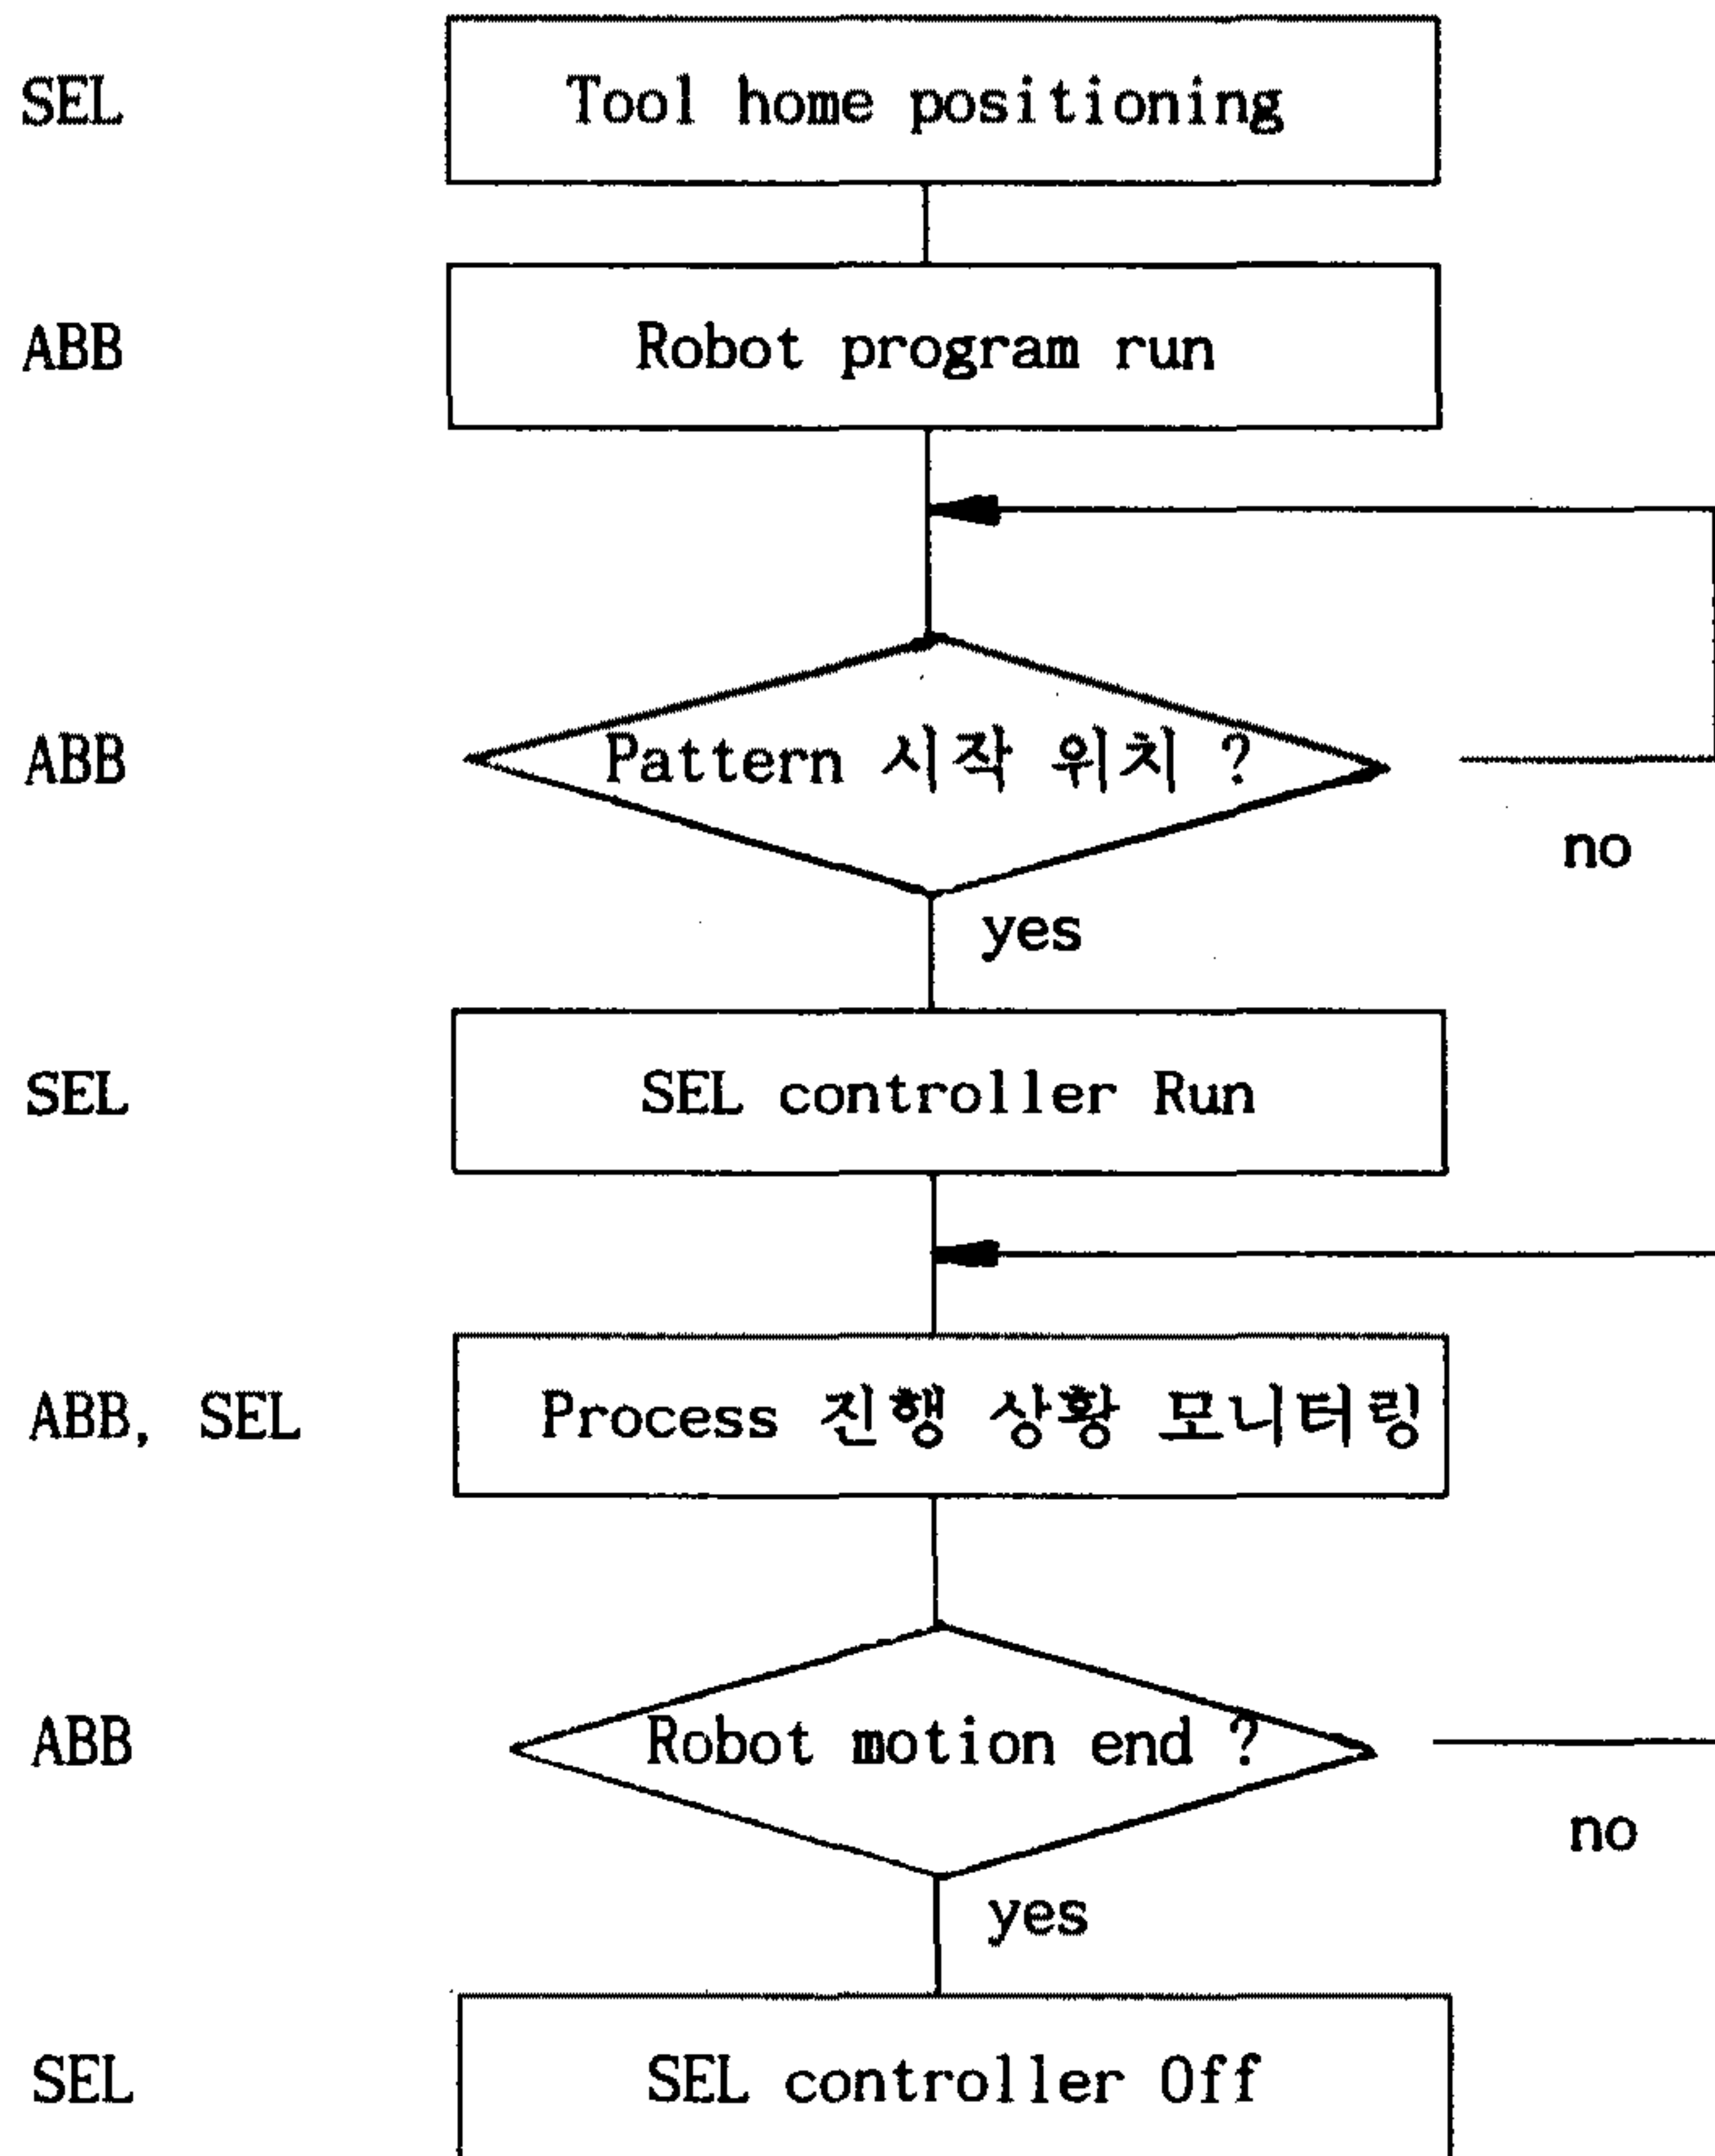 SEL Tool home positioning
ABB Robot program run
ABB Pattern 시작 위치 ?
no
yes
SEL SEL controller Run
ABB, SEL Process 진행 상황 모니터링
ABB Robot motion end ?
no
yes
SEL SEL controller Off